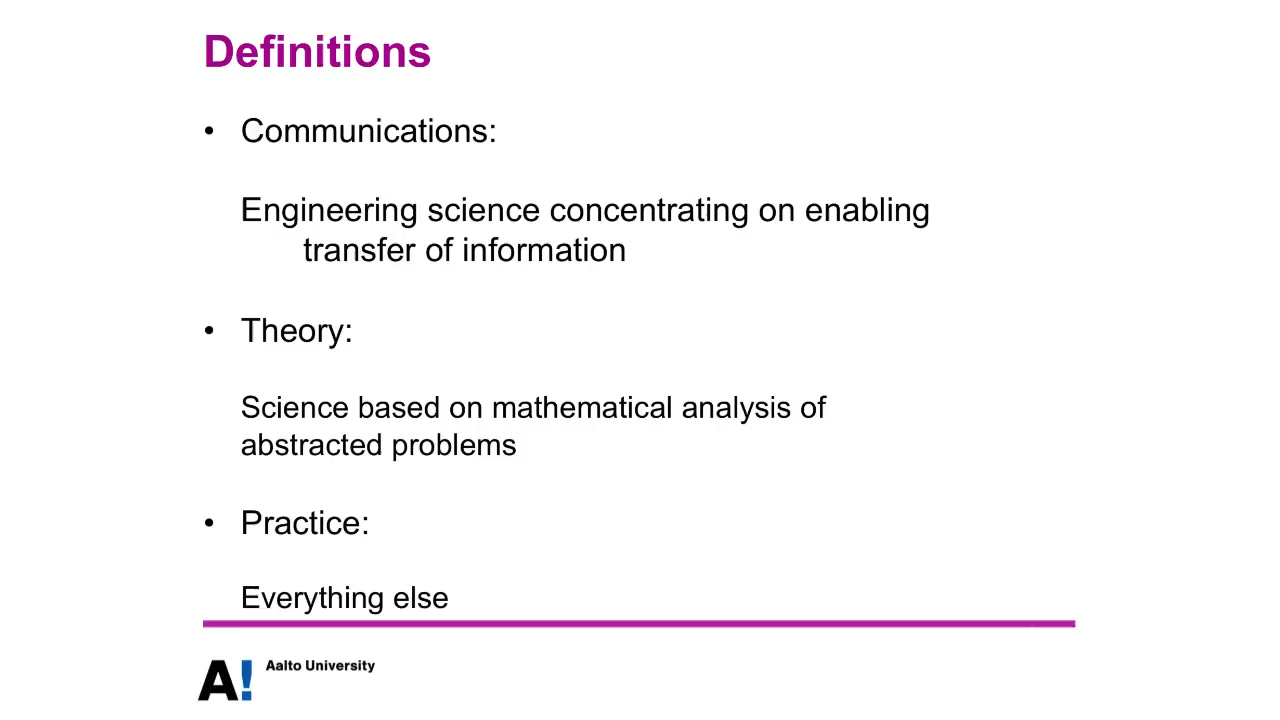 Definitions
• Communications:
Engineering science concentrating on enabling
transfer of information
• Theory:
Science based on mathematical analysis of
abstracted problems
• Practice:
Everything else
A! Aalto University